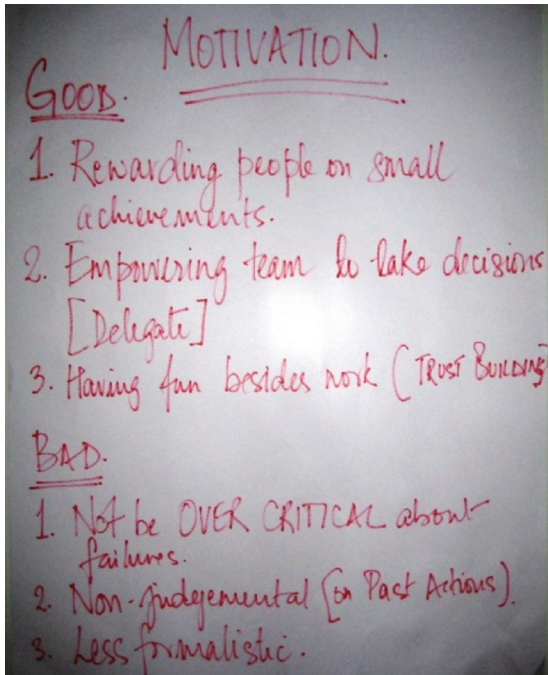 MOTIVATION.
GOOD.
1. Rewarding people on small
achievements.
2. Empowering team to take decisions
[Delegate]
3. Having fun besides work (TRUST BUILDING)
BAD.
1. Not be OVER CRITICAL about
failures.
2. Non-judgemental (on Past Actions).
3. Less formalistic.